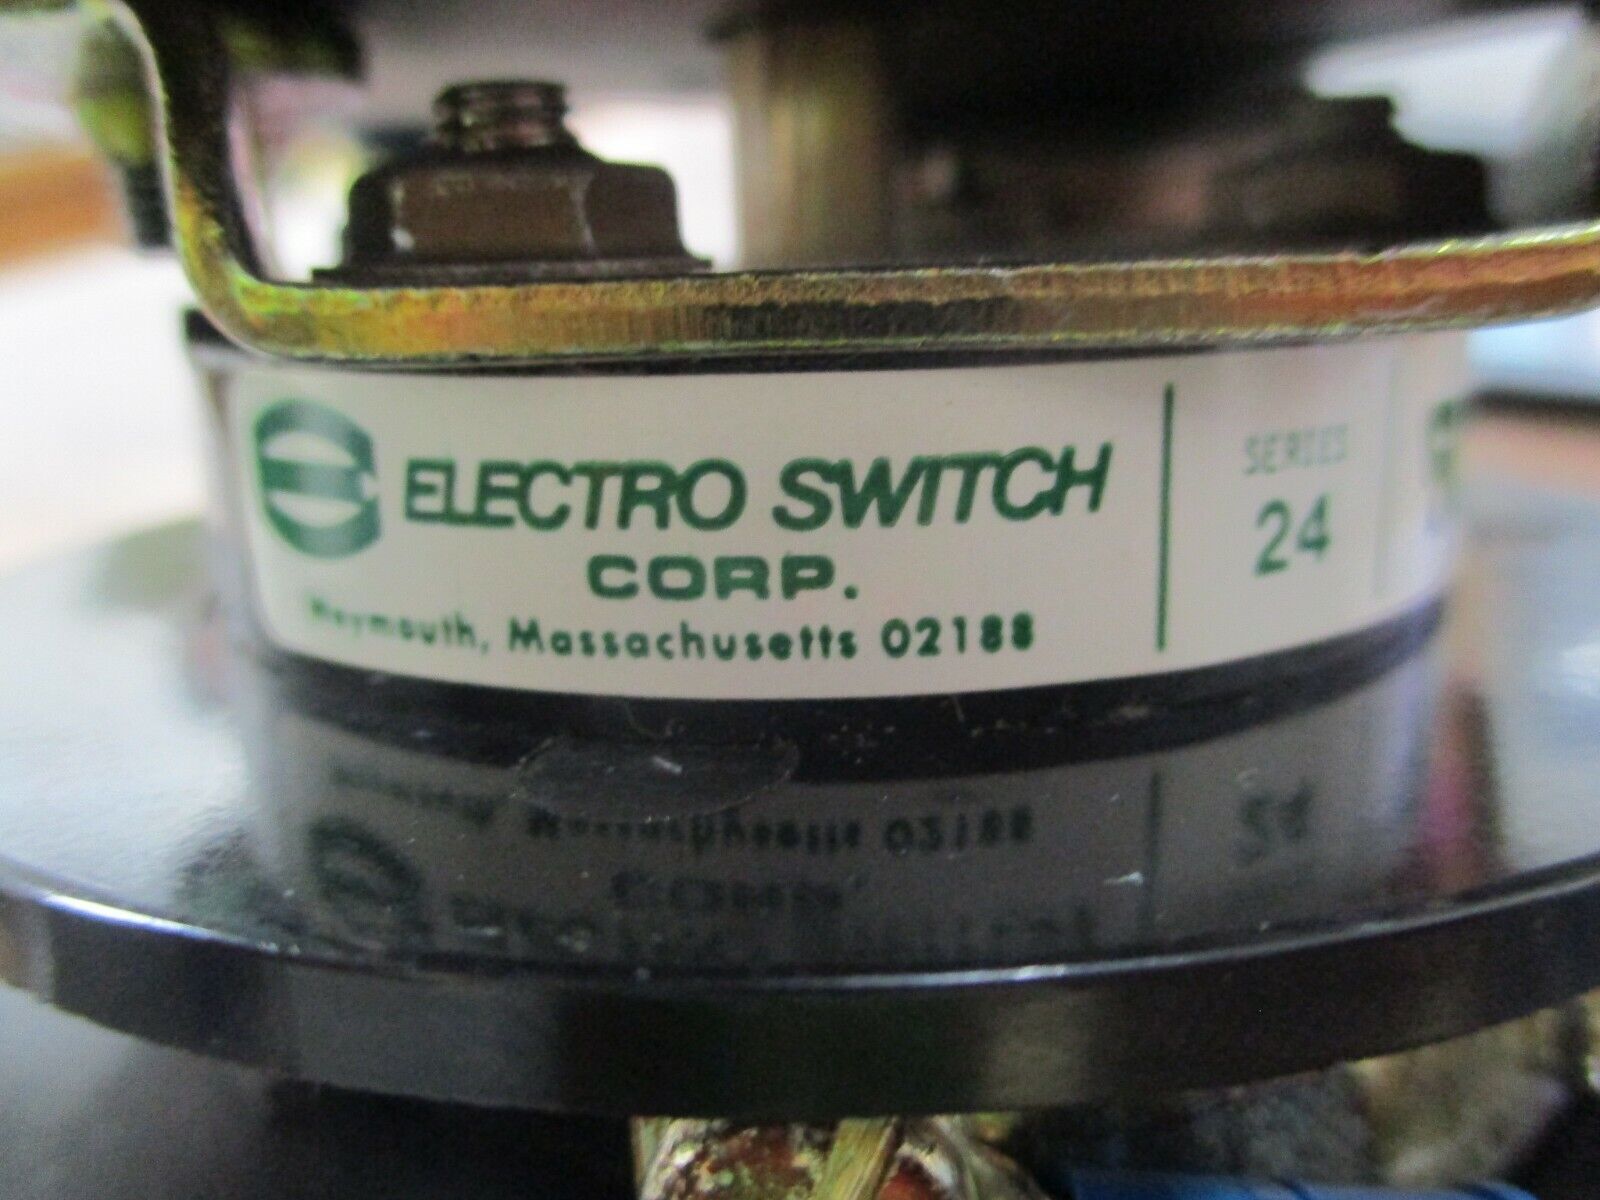 ELECTRO SWITCH
CORP.
Weymouth, Massachusetts 02188
SERIES
24